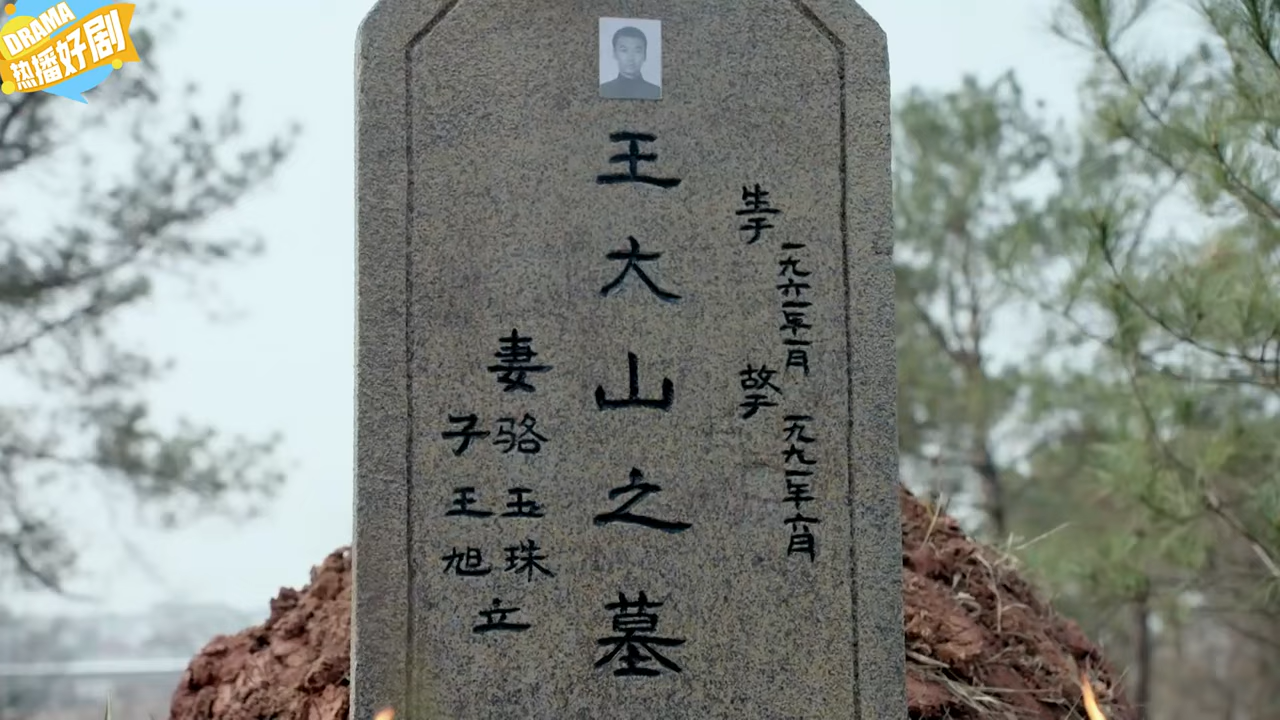 DRAMA
热播好剧
王大山之墓
生于
一九六一年一月
故于
一九九一年六月
妻骆玉珠
子王旭
立